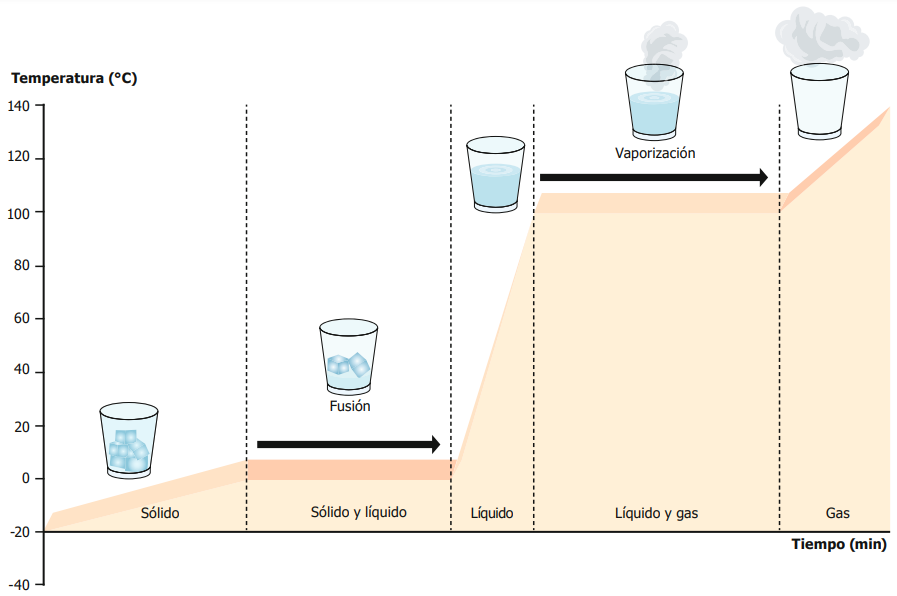 Temperatura (°C)
140
120
100
80
60
40
20
0
-20
-40
Vaporización
Fusión
Sólido
Sólido y líquido
Líquido
Líquido y gas
Gas
Tiempo (min)